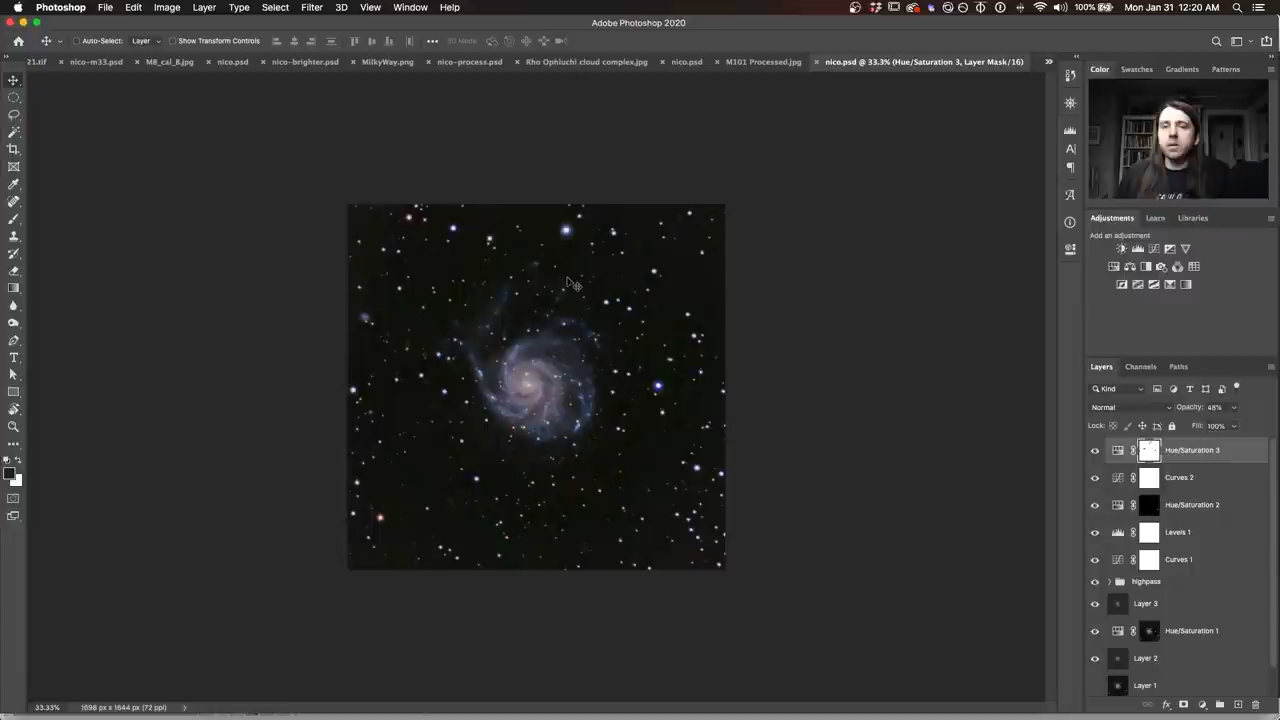 Photoshop File Edit Image Layer Type Select Filter 3D View Window Help 100% Mon Jan 31 12:20 AM
Adobe Photoshop 2020
Auto-Select: Layer Show Transform Controls 3D Mode:
21.tif × nico-m33.psd × M8_cal_B.jpg × nico.psd × nico-brighter.psd × MilkyWay.png × nico-process.psd × Rho Ophiuchi cloud complex.jpg × nico.psd × M101 Processed.jpg × nico.psd @ 33.3% (Hue/Saturation 3, Layer Mask/16)
Color Swatches Gradients Patterns
Adjustments Learn Libraries
Add an adjustment
Layers Channels Paths
Kind
Normal Opacity: 48%
Lock: Fill: 100%
Hue/Saturation 3
Curves 2
Hue/Saturation 2
Levels 1
Curves 1
highpass
Layer 3
Hue/Saturation 1
Layer 2
Layer 1
33.33% 1698 px x 1644 px (72 ppi)